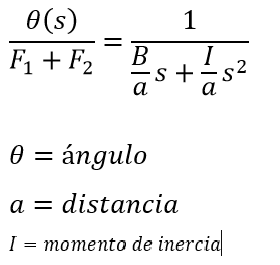 θ(s) / (F₁ + F₂) = 1 / (B/a s + I/a s²)
θ = ángulo
a = distancia
I = momento de inercia